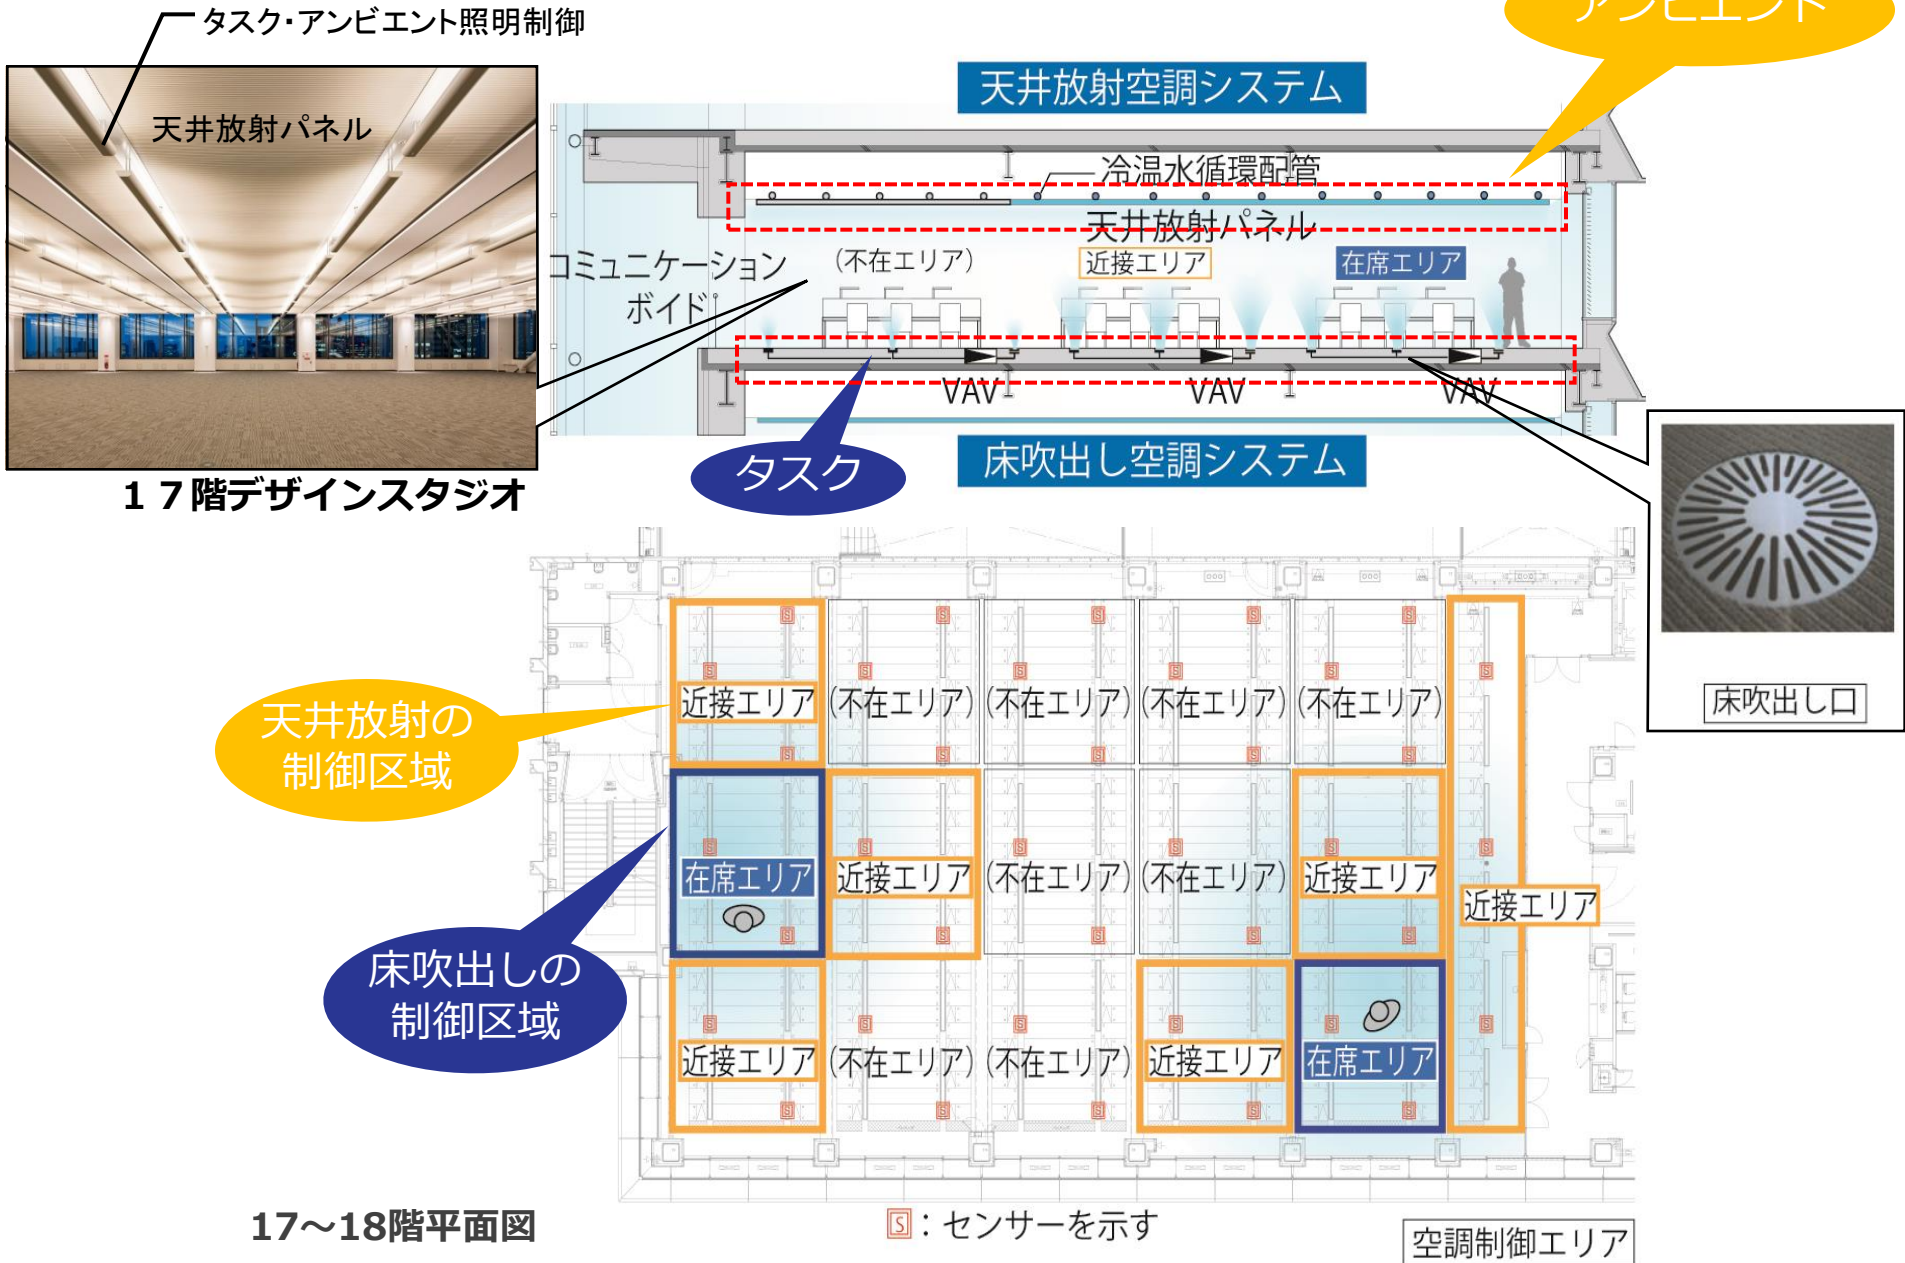 タスク・アンビエント照明制御
アンビエント
天井放射空調システム
天井放射パネル
冷温水循環配管
天井放射パネル
コミュニケーション
ボイド
(不在エリア)
近接エリア
在席エリア
VAV
VAV
VAV
タスク
床吹出し空調システム
17階デザインスタジオ
床吹出し口
天井放射の
制御区域
近接エリア
(不在エリア)
(不在エリア)
(不在エリア)
(不在エリア)
在席エリア
近接エリア
(不在エリア)
(不在エリア)
近接エリア
近接エリア
床吹出しの
制御区域
近接エリア
(不在エリア)
(不在エリア)
近接エリア
在席エリア
17~18階平面図
S:センサーを示す
空調制御エリア